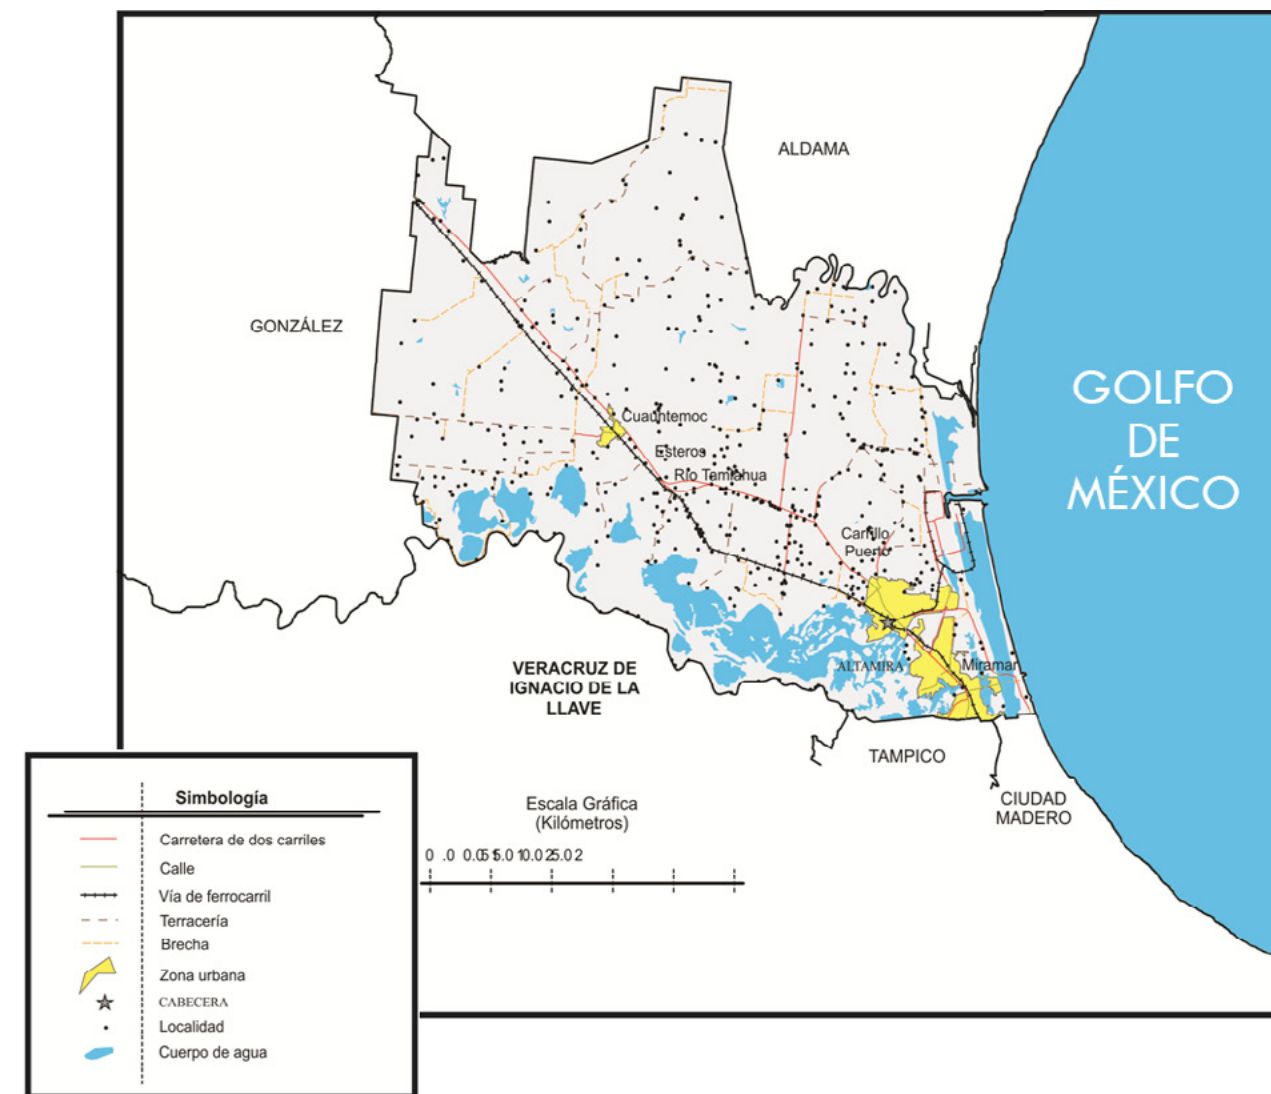 ALDAMA
GONZÁLEZ
GOLFO
DE
MÉXICO
Cuauhtemoc
Esteros
Río Tamiahua
Carrillo
Puerto
ALTAMIRA
Miramar
VERACRUZ DE
IGNACIO DE LA
LLAVE
TAMPICO
CIUDAD
MADERO
Escala Gráfica
(Kilómetros)
Simbología
Carretera de dos carriles
Calle
Vía de ferrocarril
Terracería
Brecha
Zona urbana
CABECERA
Localidad
Cuerpo de agua